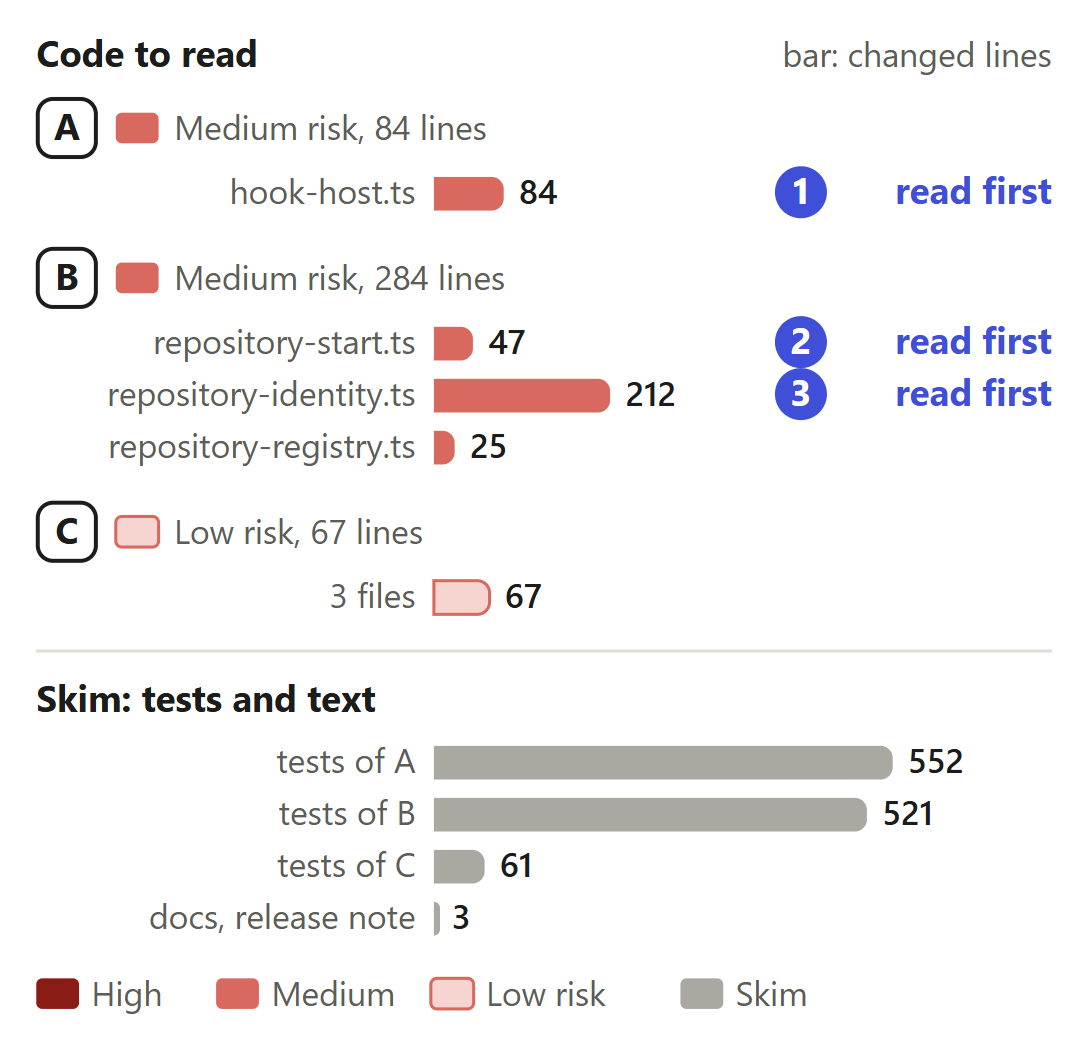 Code to read bar: changed lines
A Medium risk, 84 lines
hook-host.ts 84 1 read first
B Medium risk, 284 lines
repository-start.ts 47 2 read first
repository-identity.ts 212 3 read first
repository-registry.ts 25
C Low risk, 67 lines
3 files 67
Skim: tests and text
tests of A 552
tests of B 521
tests of C 61
docs, release note 3
High Medium Low risk Skim